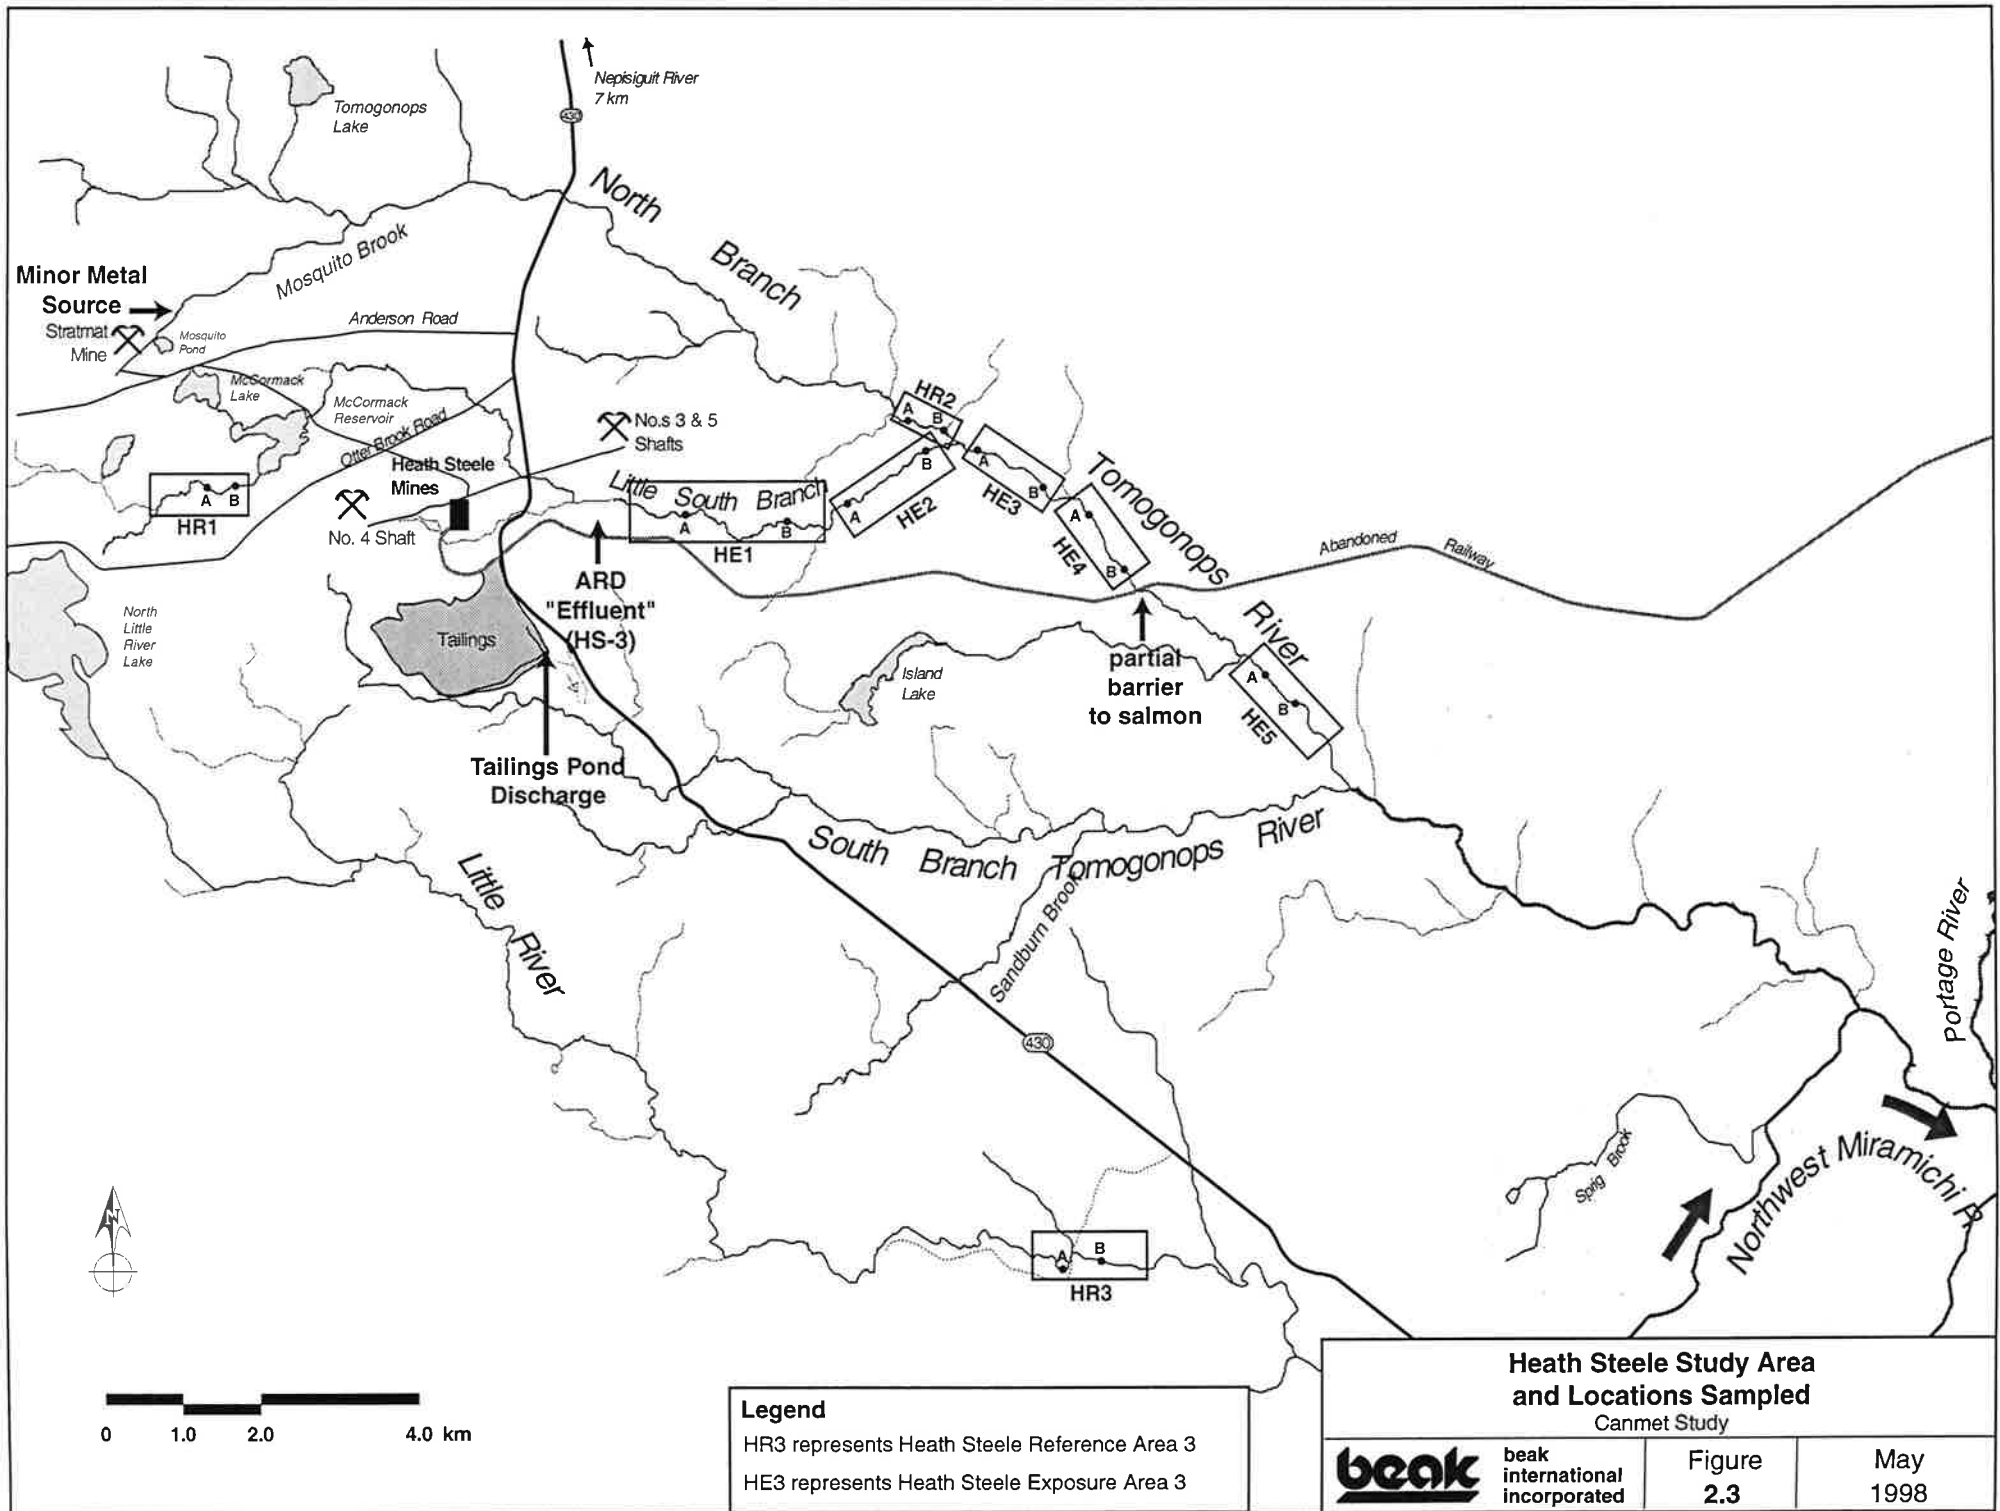 Nepisiguit River
7 km
430
Tomogonops
Lake
North
Branch
Mosquito Brook
Minor Metal
Source
Stratmat
Mine
Mosquito
Pond
Anderson Road
McCormack
Lake
McCormack
Reservoir
Otter Brook Road
No.s 3 & 5
Shafts
Heath Steele
Mines
No. 4 Shaft
A B
HR1
Little South Branch
A
B
HE1
HR2
A B
A
B
HE2
A
B
HE3
Tomogonops
A
B
HE4
Abandoned Railway
ARD
"Effluent"
(HS-3)
North
Little
River
Lake
Tailings
Island
Lake
partial
barrier
to salmon
River
A
B
HE5
Tailings Pond
Discharge
South Branch Tomogonops River
Little
River
Sandburn Brook
430
Portage River
Sprig Brook
Northwest Miramichi R.
N
A
B
HR3
0 1.0 2.0 4.0 km
Legend
HR3 represents Heath Steele Reference Area 3
HE3 represents Heath Steele Exposure Area 3
Heath Steele Study Area
and Locations Sampled
Canmet Study
beak
beak
international
incorporated
Figure
2.3
May
1998